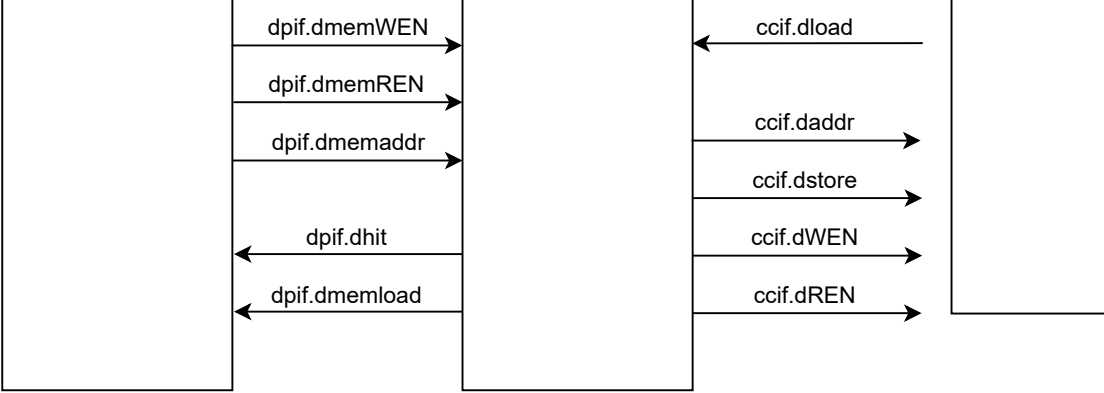 dpif.dmemWEN
dpif.dmemREN
dpif.dmemaddr
dpif.dhit
dpif.dmemload
ccif.dload
ccif.daddr
ccif.dstore
ccif.dWEN
ccif.dREN